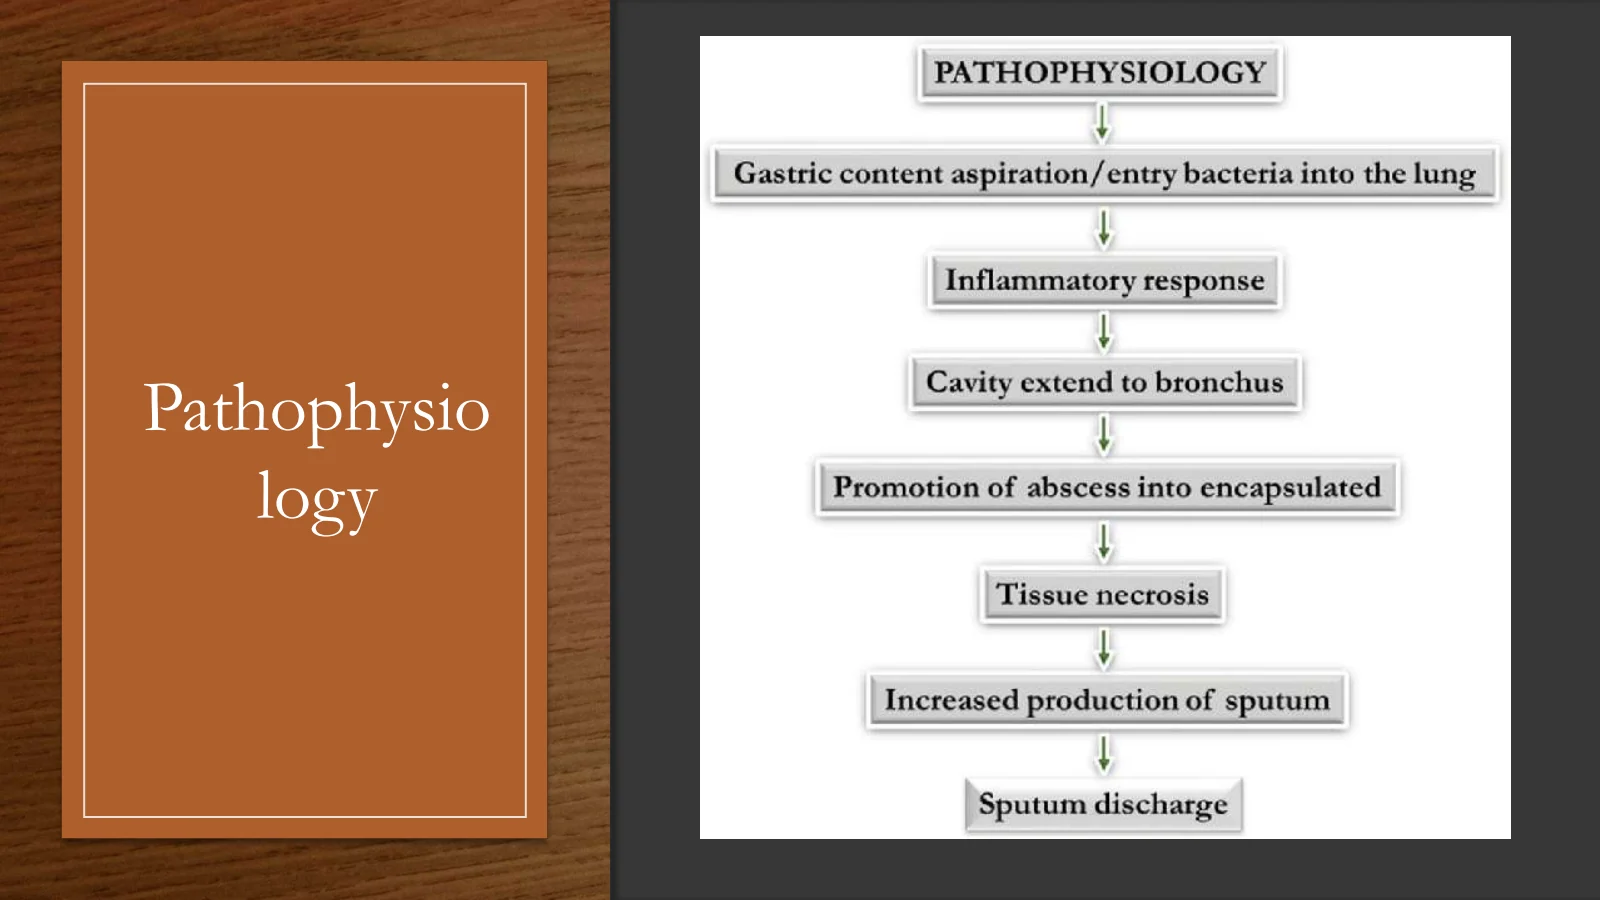 Pathophysio
logy
PATHOPHYSIOLOGY
Gastric content aspiration/entry bacteria into the lung
Inflammatory response
Cavity extend to bronchus
Promotion of abscess into encapsulated
Tissue necrosis
Increased production of sputum
Sputum discharge